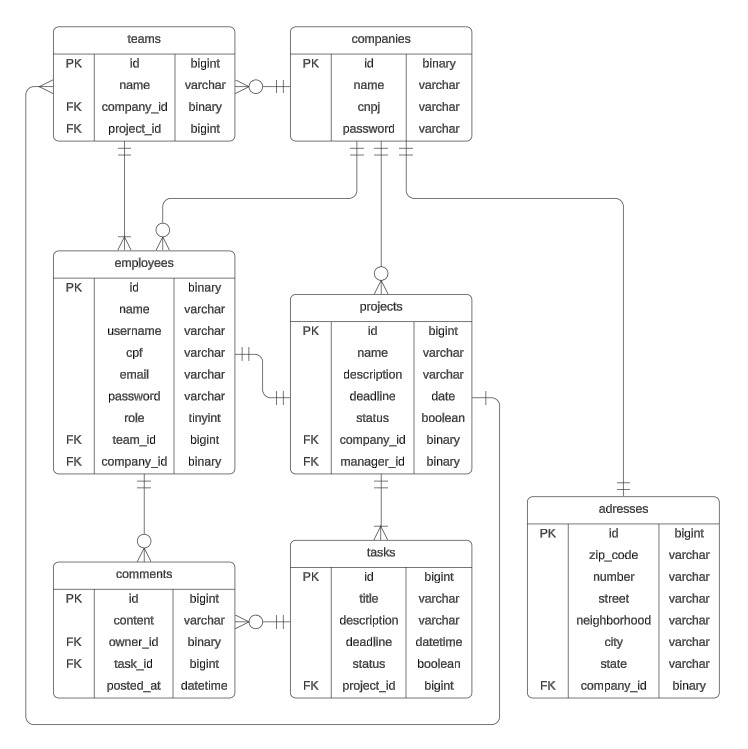 teams
PK id bigint
name varchar
FK company_id binary
FK project_id bigint
companies
PK id binary
name varchar
cnpj varchar
password varchar
employees
PK id binary
name varchar
username varchar
cpf varchar
email varchar
password varchar
role tinyint
FK team_id bigint
FK company_id binary
projects
PK id bigint
name varchar
description varchar
deadline date
status boolean
FK company_id binary
FK manager_id binary
comments
PK id bigint
content varchar
FK owner_id binary
FK task_id bigint
posted_at datetime
tasks
PK id bigint
title varchar
description varchar
deadline datetime
status boolean
FK project_id bigint
adresses
PK id bigint
zip_code varchar
number varchar
street varchar
neighborhood varchar
city varchar
state varchar
FK company_id binary